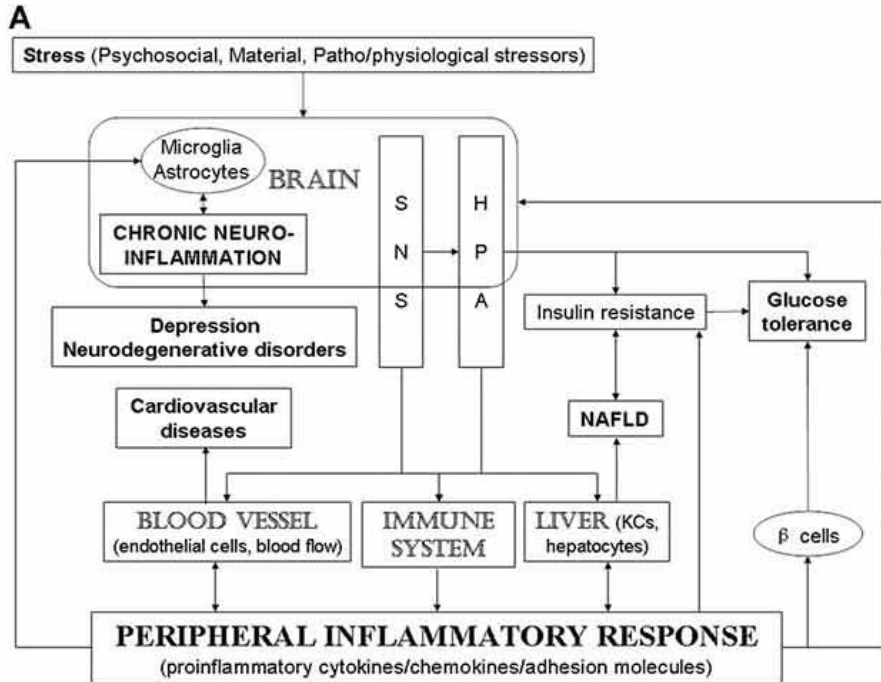 A
Stress (Psychosocial, Material, Patho/physiological stressors)
Microglia
Astrocytes
BRAIN
CHRONIC NEURO-
INFLAMMATION
S
N
S
H
P
A
Depression
Neurodegenerative disorders
Insulin resistance
Glucose
tolerance
Cardiovascular
diseases
NAFLD
BLOOD VESSEL
(endothelial cells, blood flow)
IMMUNE
SYSTEM
LIVER (KCs,
hepatocytes)
β cells
PERIPHERAL INFLAMMATORY RESPONSE
(proinflammatory cytokines/chemokines/adhesion molecules)